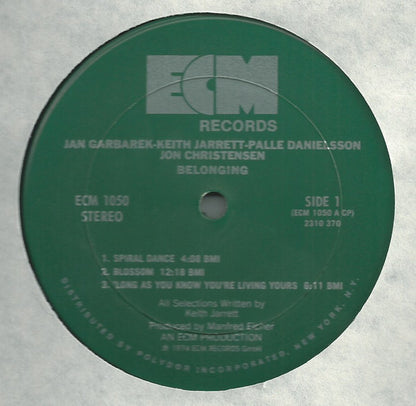 ECM
RECORDS
JAN GARBAREK-KEITH JARRETT-PALLE DANIELSSON
JON CHRISTENSEN
BELONGING
ECM 1050
STEREO
SIDE 1
(ECM 1050 A GP)
2310 370
1. SPIRAL DANCE 4:08 BMI
2. BLOSSOM 12:18 BMI
3. 'LONG AS YOU KNOW YOU'RE LIVING YOURS 6:11 BMI
All Selections Written by
Keith Jarrett
Produced by Manfred Eicher
AN ECM PRODUCTION
℗ 1974 ECM RECORDS GmbH
DISTRIBUTED BY POLYDOR INCORPORATED, NEW YORK, N.Y.